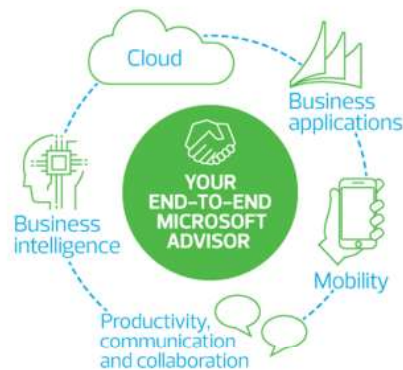 Cloud
Business
applications
YOUR
END-TO-END
MICROSOFT
ADVISOR
Business
intelligence
Mobility
Productivity,
communication
and collaboration